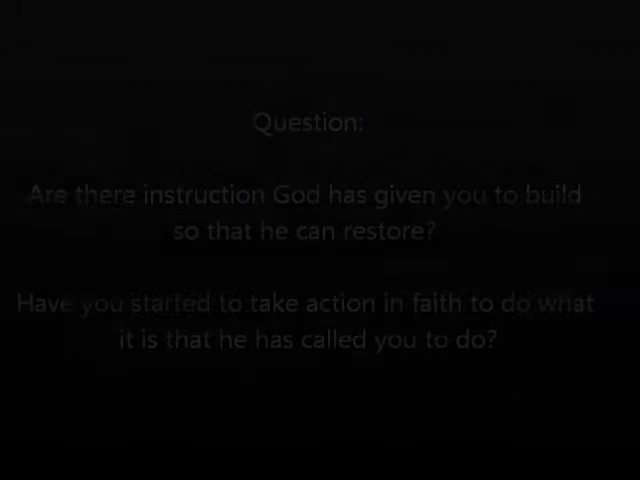 Question:
Are there instruction God has given you to build
so that he can restore?
Have you started to take action in faith to do what
it is that he has called you to do?